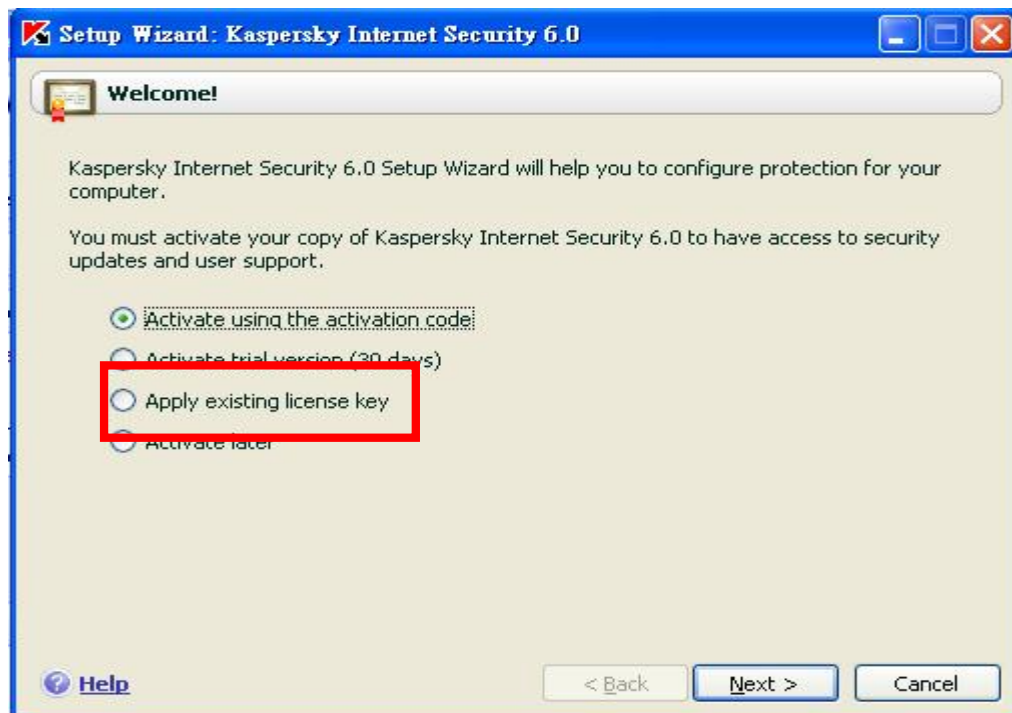 Setup Wizard: Kaspersky Internet Security 6.0
Welcome!
Kaspersky Internet Security 6.0 Setup Wizard will help you to configure protection for your
computer.
You must activate your copy of Kaspersky Internet Security 6.0 to have access to security
updates and user support.
Activate using the activation code
Activate trial version (30 days)
Apply existing license key
Activate later
Help
< Back
Next >
Cancel